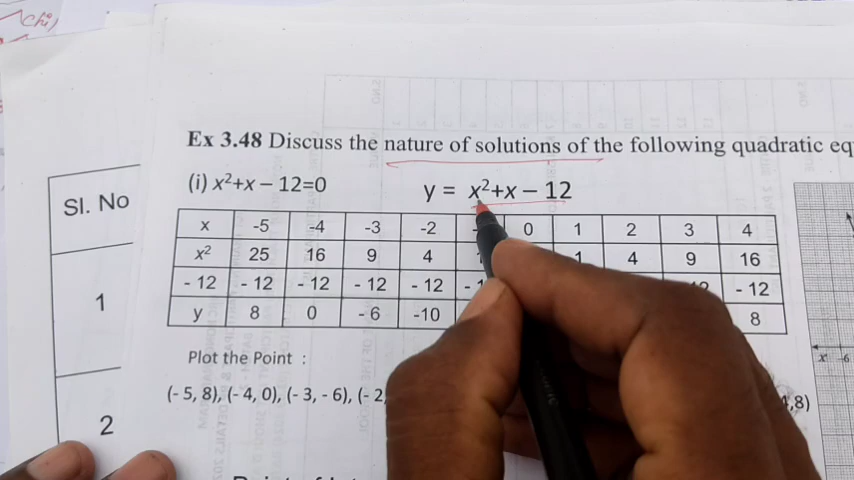 Ex 3.48 Discuss the nature of solutions of the following quadratic eq
(i) x²+x – 12=0 y = x²+x – 12
Sl. No
x -5 -4 -3 -2 0 1 2 3 4
x² 25 16 9 4 1 4 9 16
- 12 - 12 - 12 - 12 - 12 - 12
1
y 8 0 - 6 -10 8
Plot the Point :
(- 5, 8), (- 4, 0), (- 3, - 6), (- 2, 4,8)
2